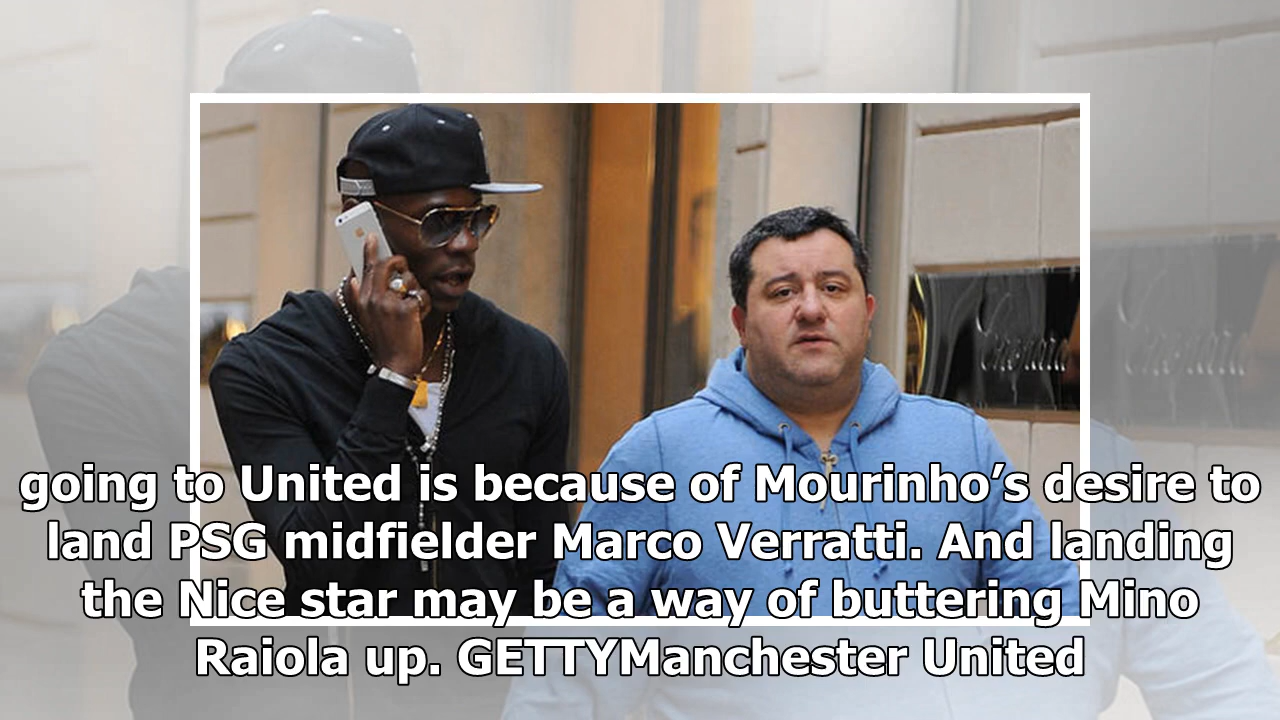 going to United is because of Mourinho’s desire to
land PSG midfielder Marco Verratti. And landing
the Nice star may be a way of buttering Mino
Raiola up. GETTYManchester United